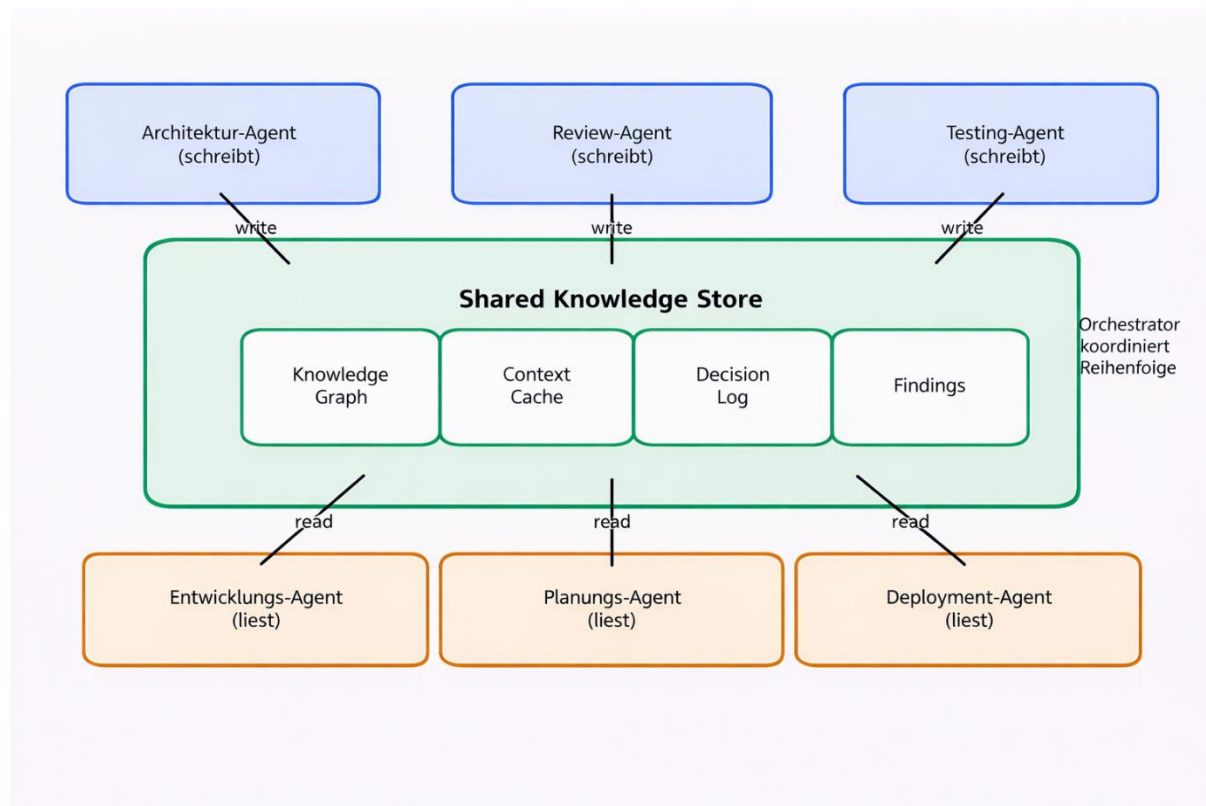 Architektur-Agent
(schreibt)
Review-Agent
(schreibt)
Testing-Agent
(schreibt)
write
write
write
Shared Knowledge Store
Knowledge
Graph
Context
Cache
Decision
Log
Findings
Orchestrator
koordiniert
Reihenfoige
read
read
read
Entwicklungs-Agent
(liest)
Planungs-Agent
(liest)
Deployment-Agent
(liest)